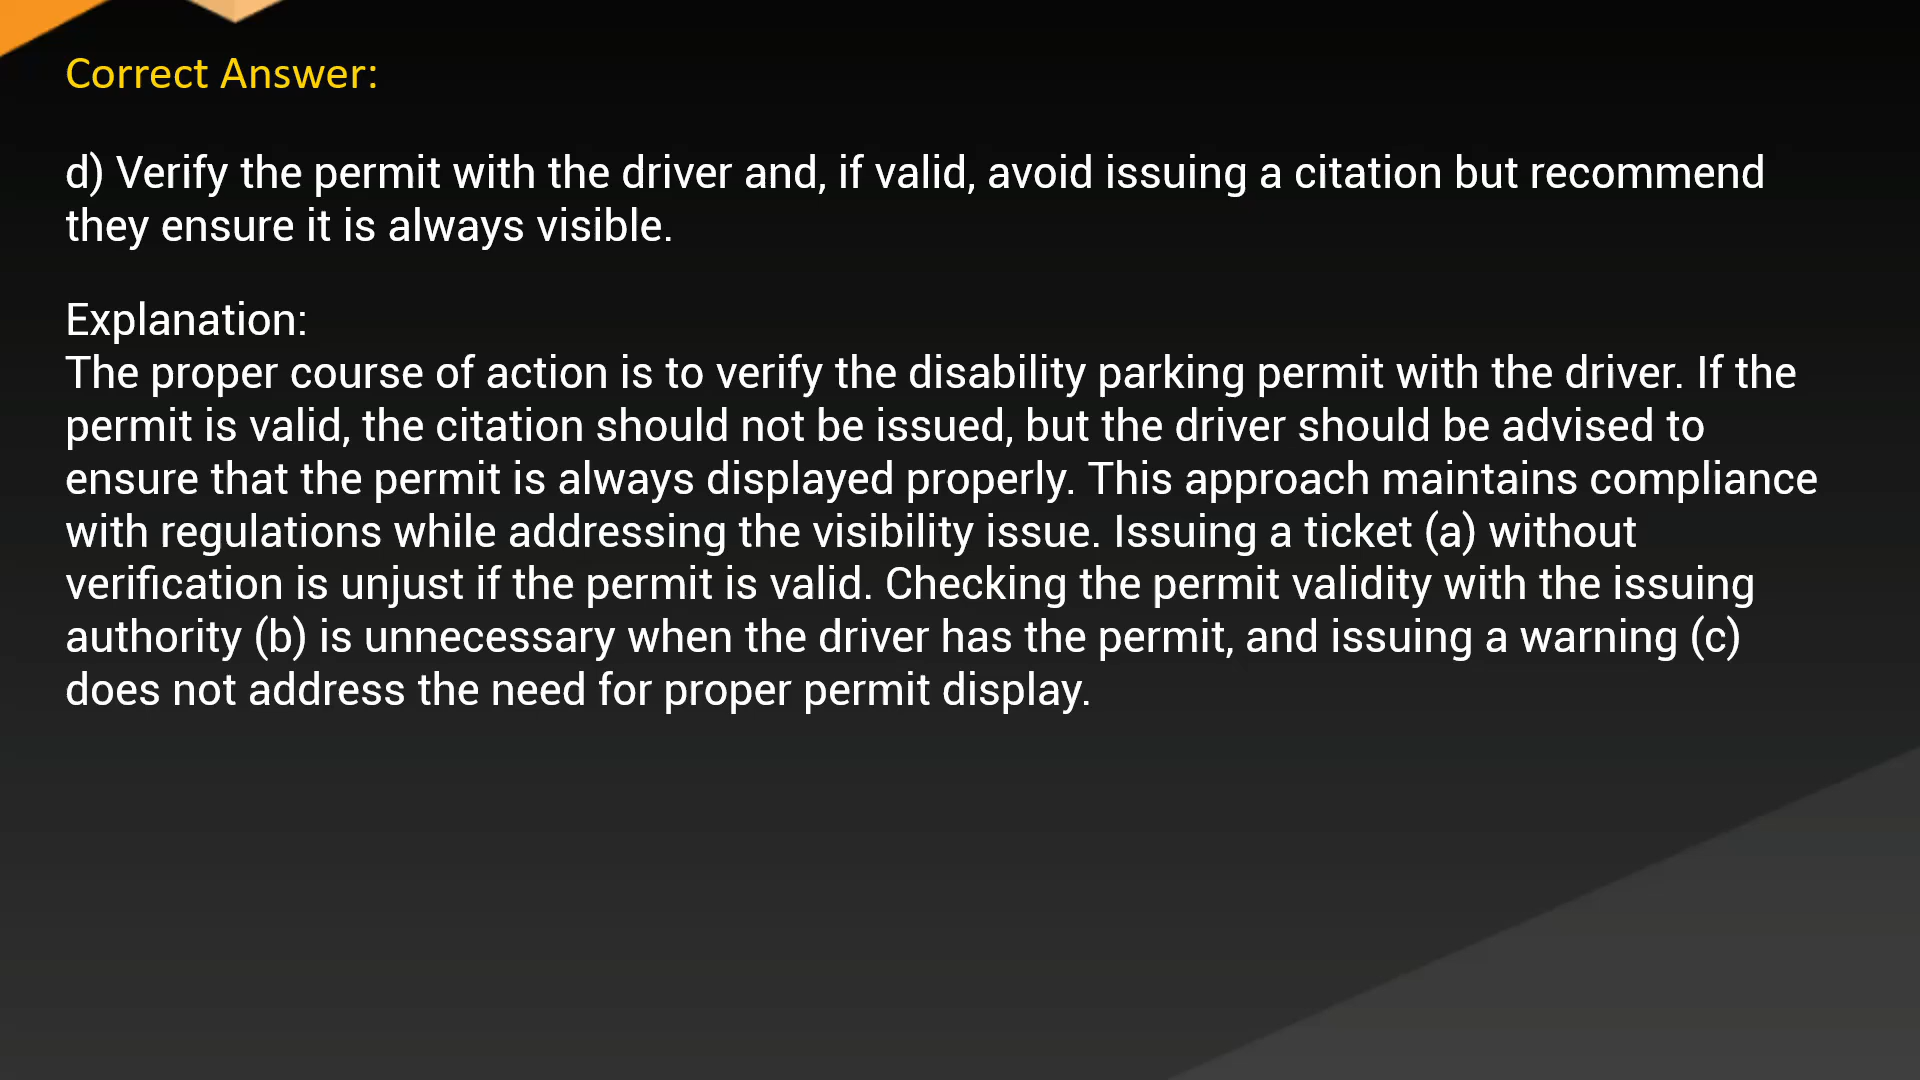 Correct Answer:
d) Verify the permit with the driver and, if valid, avoid issuing a citation but recommend
they ensure it is always visible.
Explanation:
The proper course of action is to verify the disability parking permit with the driver. If the
permit is valid, the citation should not be issued, but the driver should be advised to
ensure that the permit is always displayed properly. This approach maintains compliance
with regulations while addressing the visibility issue. Issuing a ticket (a) without
verification is unjust if the permit is valid. Checking the permit validity with the issuing
authority (b) is unnecessary when the driver has the permit, and issuing a warning (c)
does not address the need for proper permit display.